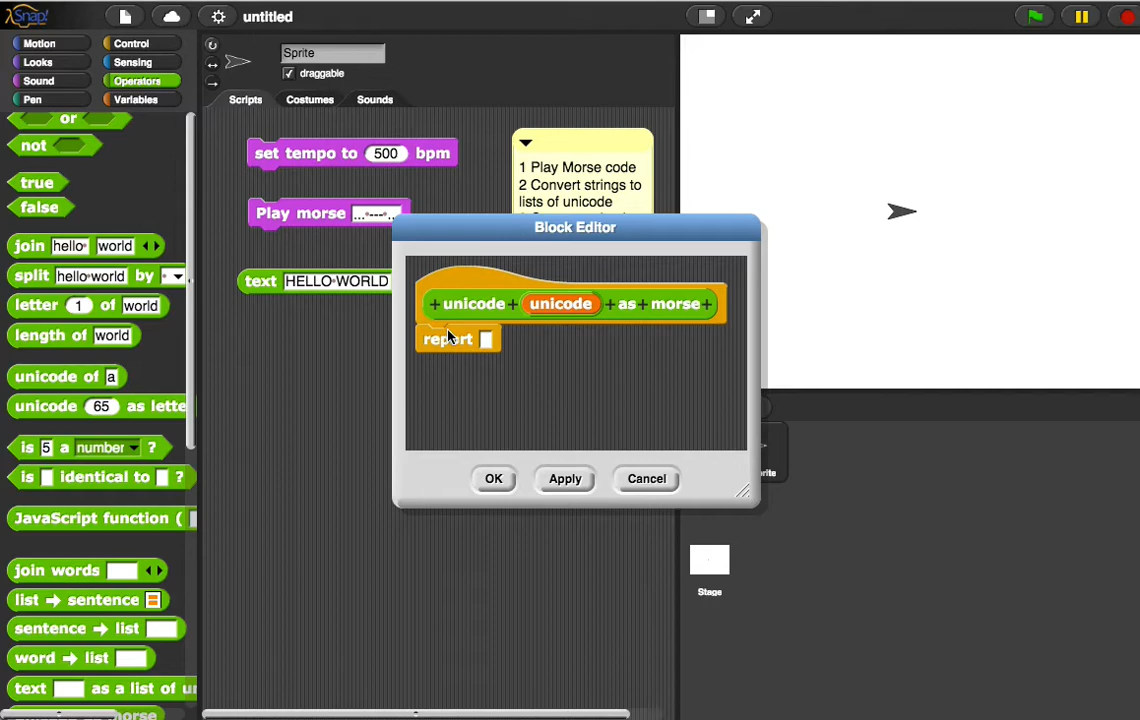 Snap!
untitled
Motion
Control
Looks
Sensing
Sound
Operators
Pen
Variables
Sprite
draggable
Scripts
Costumes
Sounds
or
not
true
false
join hello world
split hello world by
letter 1 of world
length of world
unicode of a
unicode 65 as lette
is 5 a number ?
is identical to ?
JavaScript function (
join words
list → sentence
sentence → list
word → list
text as a list of
set tempo to 500 bpm
Play morse ... --- ..
text HELLO WORLD
1 Play Morse code
2 Convert strings to
lists of unicode
Block Editor
+ unicode + unicode + as + morse +
report
OK
Apply
Cancel
Stage